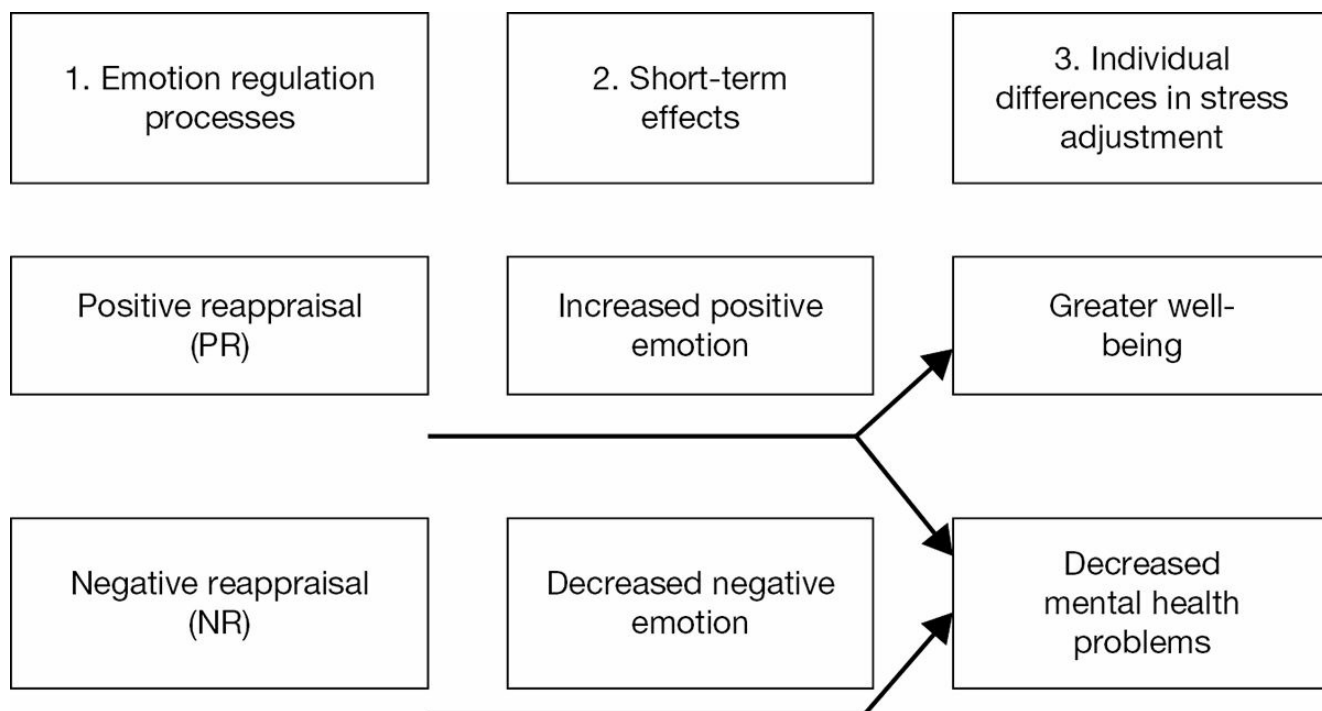 1. Emotion regulation
processes
2. Short-term
effects
3. Individual
differences in stress
adjustment
Positive reappraisal
(PR)
Increased positive
emotion
Greater well-
being
Negative reappraisal
(NR)
Decreased negative
emotion
Decreased
mental health
problems